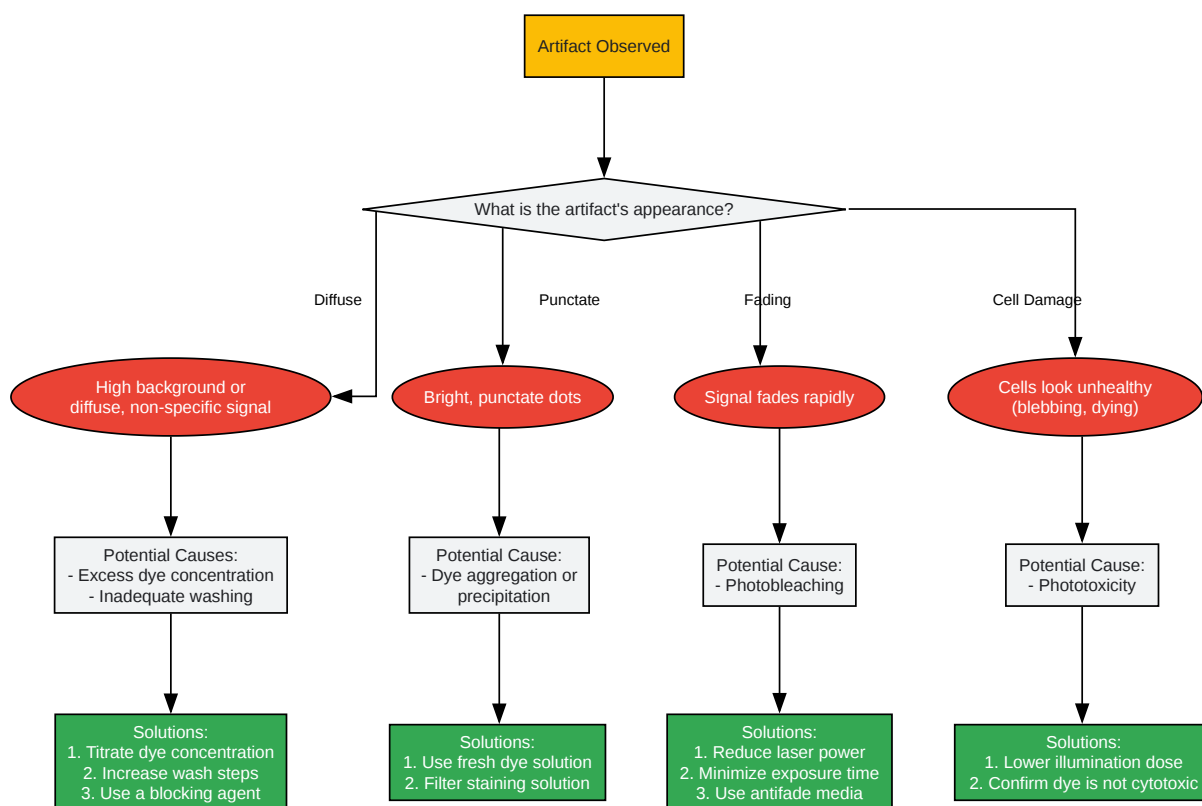 Artifact Observed
What is the artifact's appearance?
Diffuse
Punctate
Fading
Cell Damage
High background or
diffuse, non-specific signal
Bright, punctate dots
Signal fades rapidly
Cells look unhealthy
(blebbing, dying)
Potential Causes:
- Excess dye concentration
- Inadequate washing
Potential Cause:
- Dye aggregation or
precipitation
Potential Cause:
- Photobleaching
Potential Cause:
- Phototoxicity
Solutions:
1. Titrate dye concentration
2. Increase wash steps
3. Use a blocking agent
Solutions:
1. Use fresh dye solution
2. Filter staining solution
Solutions:
1. Reduce laser power
2. Minimize exposure time
3. Use antifade media
Solutions:
1. Lower illumination dose
2. Confirm dye is not cytotoxic